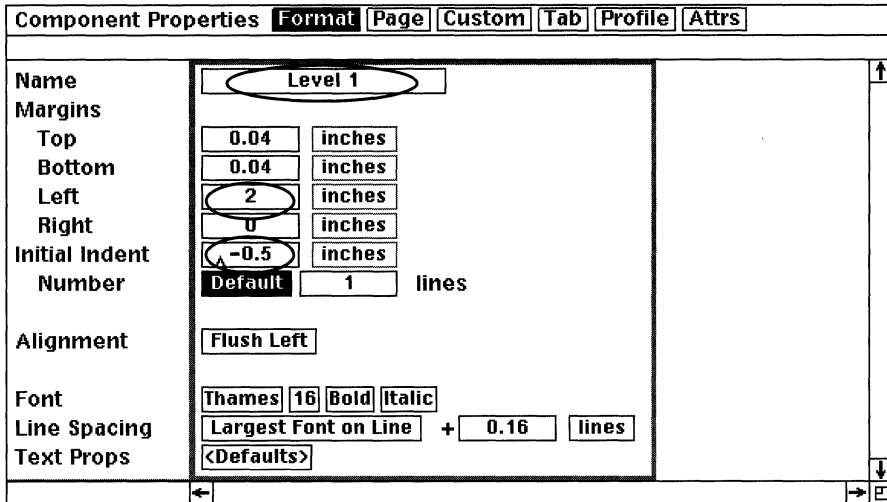 Component Properties Format Page Custom Tab Profile Attrs
Name Level 1
Margins
Top 0.04 inches
Bottom 0.04 inches
Left 2 inches
Right 0 inches
Initial Indent -0.5 inches
Number Default 1 lines
Alignment Flush Left
Font Thames 16 Bold Italic
Line Spacing Largest Font on Line + 0.16 lines
Text Props <Defaults>